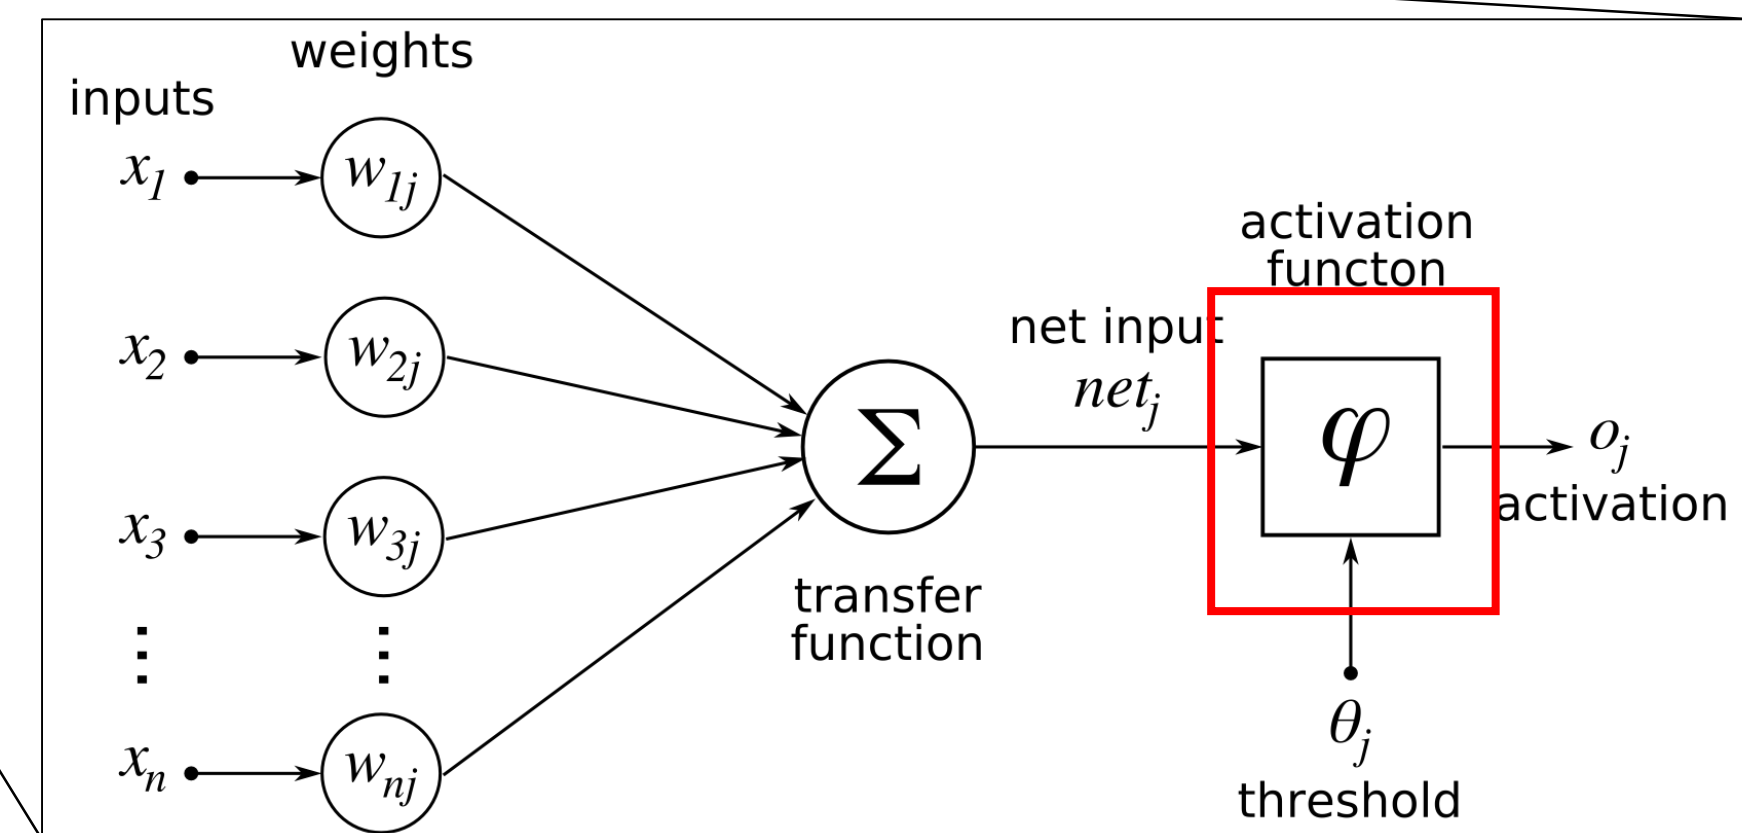 weights
inputs
x1
w1j
x2
w2j
x3
w3j
⋮ ⋮
xn
wnj
Σ
transfer
function
net input
netj
activation
functon
φ
oj
activation
θj
threshold